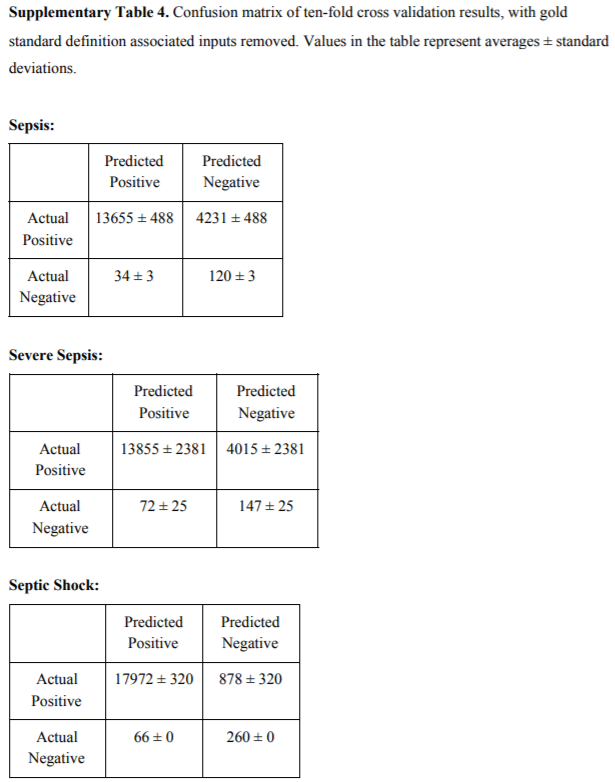 Supplementary Table 4. Confusion matrix of ten-fold cross validation results, with gold
standard definition associated inputs removed. Values in the table represent averages ± standard
deviations.
Sepsis:
Predicted Positive Predicted Negative
Actual Positive 13655 ± 488 4231 ± 488
Actual Negative 34 ± 3 120 ± 3
Severe Sepsis:
Predicted Positive Predicted Negative
Actual Positive 13855 ± 2381 4015 ± 2381
Actual Negative 72 ± 25 147 ± 25
Septic Shock:
Predicted Positive Predicted Negative
Actual Positive 17972 ± 320 878 ± 320
Actual Negative 66 ± 0 260 ± 0